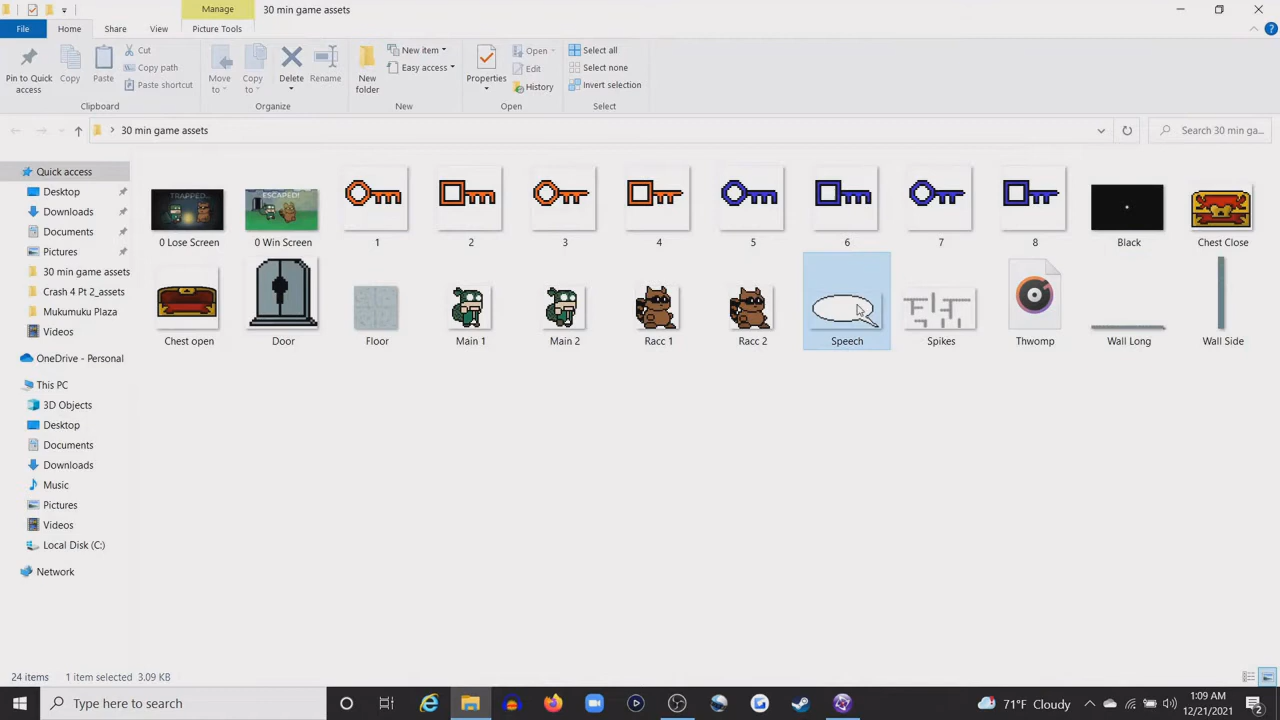 Manage
30 min game assets
File
Home
Share
View
Picture Tools
Pin to Quick access
Copy
Paste
Cut
Copy path
Paste shortcut
Clipboard
Move to
Copy to
Delete
Rename
Organize
New folder
New item
Easy access
New
Properties
Open
Edit
History
Open
Select all
Select none
Invert selection
Select
30 min game assets
Search 30 min ga...
Quick access
Desktop
Downloads
Documents
Pictures
30 min game assets
Crash 4 Pt 2_assets
Mukumuku Plaza
Videos
OneDrive - Personal
This PC
3D Objects
Desktop
Documents
Downloads
Music
Pictures
Videos
Local Disk (C:)
Network
TRAPPED...
ESCAPED!
0 Lose Screen
0 Win Screen
1
2
3
4
5
6
7
8
Black
Chest Close
Chest open
Door
Floor
Main 1
Main 2
Racc 1
Racc 2
Speech
Spikes
Thwomp
Wall Long
Wall Side
24 items
1 item selected 3.09 KB
Type here to search
71°F Cloudy
1:09 AM
12/21/2021
2